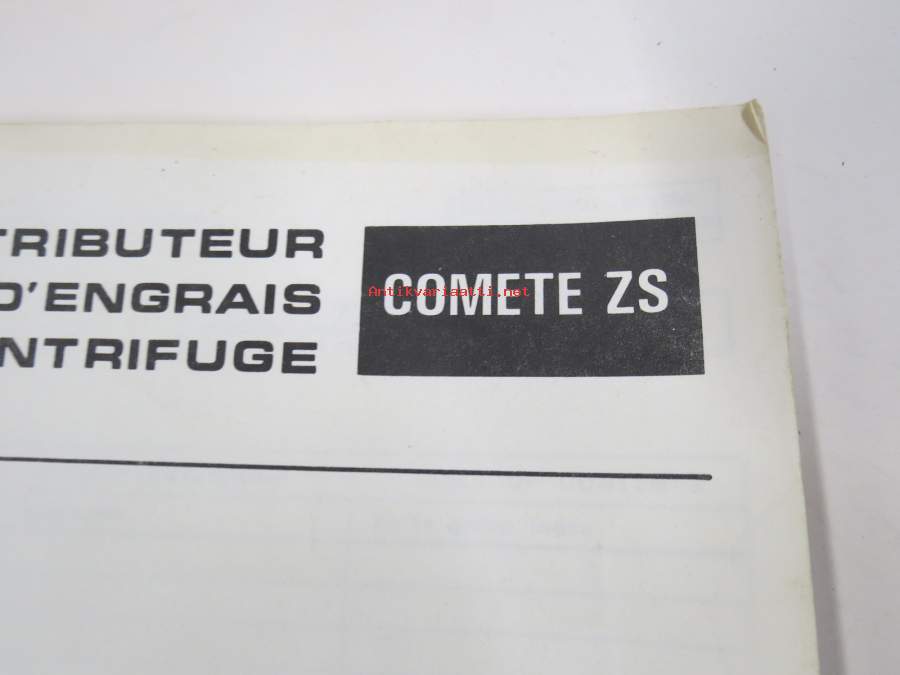 TRIBUTEUR
D'ENGRAIS
NTRIFUGE
COMETE ZS
Antikvariaatti.net